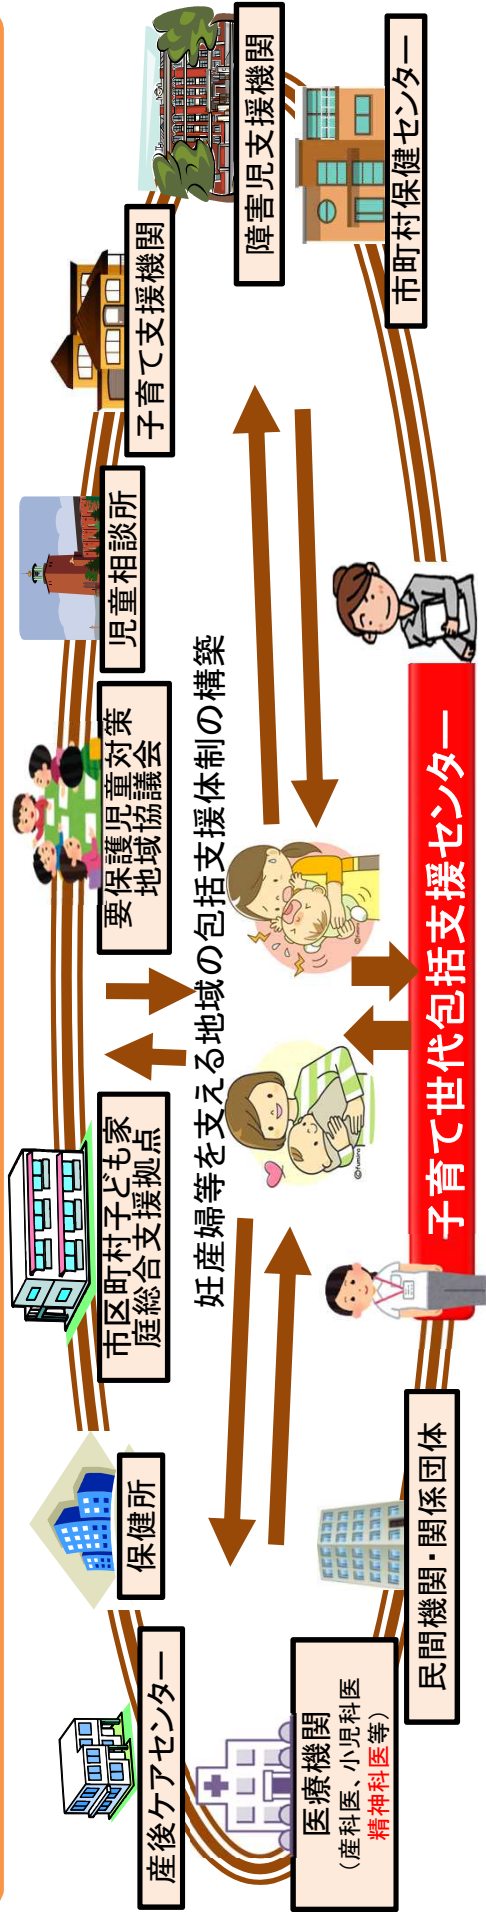 産後ケアセンター
保健所
市区町村子ども家
庭総合支援拠点
要保護児童対策
地域協議会
児童相談所
子育て支援機関
障害児支援機関
市町村保健センター
妊産婦等を支える地域の包括支援体制の構築
医療機関
（産科医、小児科医
精神科医等）
民間機関・関係団体
子育て世代包括支援センター
©fumira